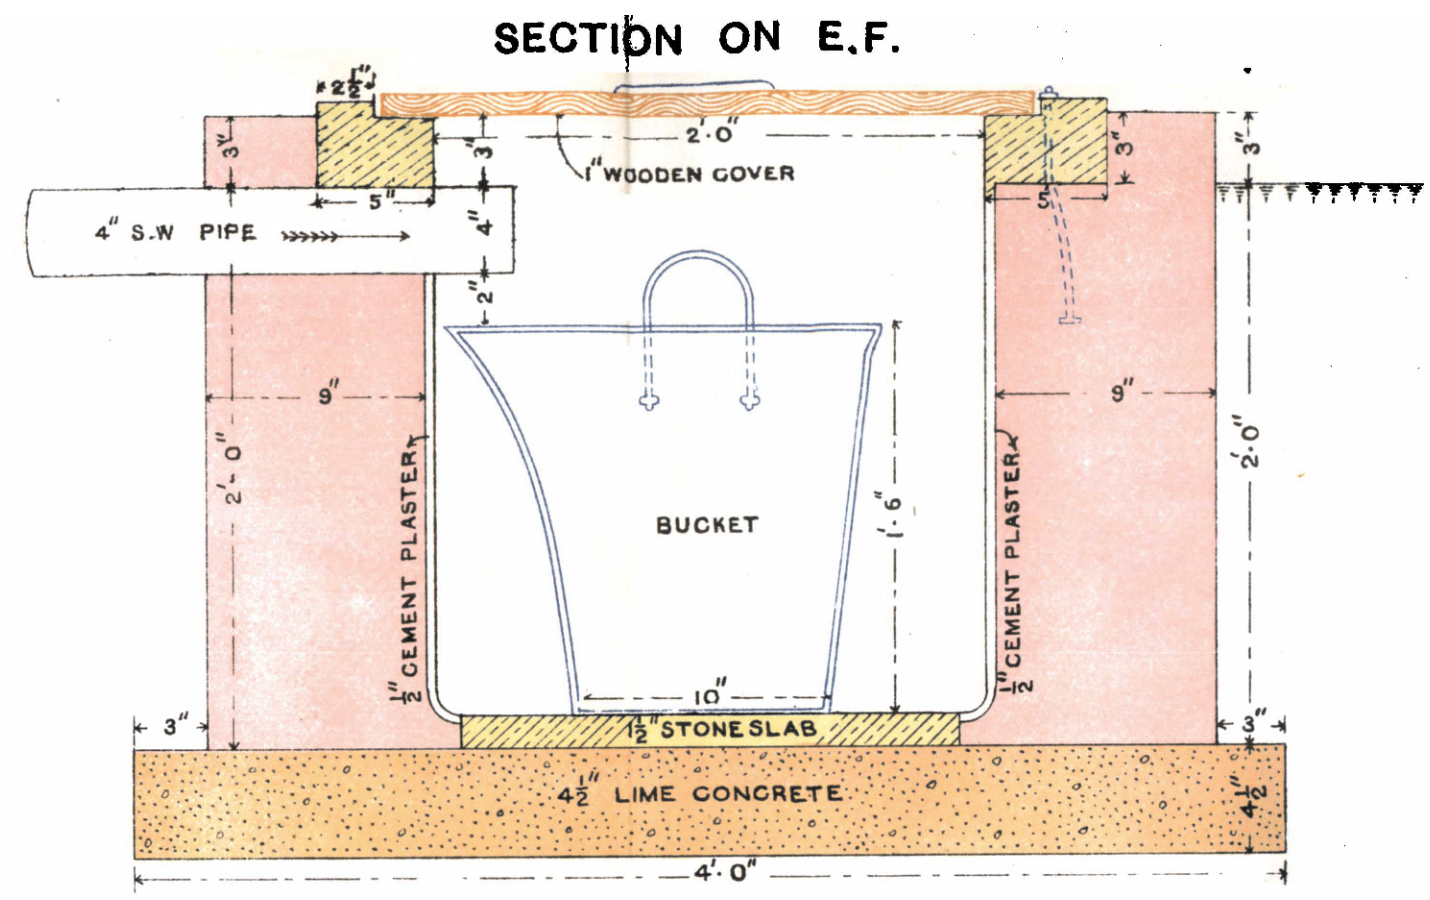 SECTION ON E.F.
2½"
3"
3"
2'.0"
3"
3"
1" WOODEN COVER
5"
5
4" S.W PIPE
4"
2"
9"
9"
2'-0"
½" CEMENT PLASTER
BUCKET
1'.6"
½" CEMENT PLASTER
2'.0"
10"
3"
1½" STONE SLAB
3"
4½" LIME CONCRETE
4½"
4'.0"